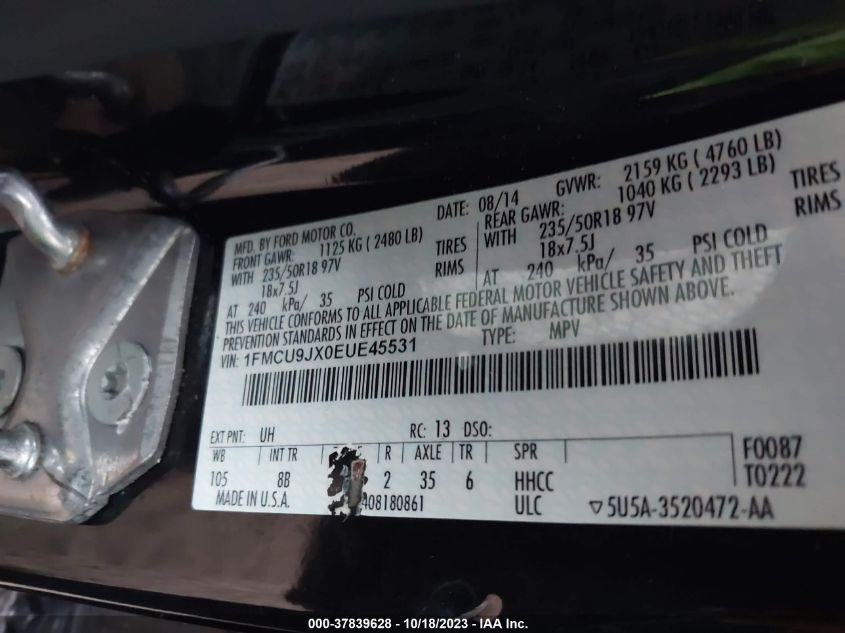 MFD. BY FORD MOTOR CO.
DATE: 08/14
GVWR: 2159 KG ( 4760 LB)
FRONT GAWR: 1125 KG ( 2480 LB)
REAR GAWR: 1040 KG ( 2293 LB)
WITH 235/50R18 97V TIRES
WITH 235/50R18 97V TIRES
18x7.5J RIMS
18x7.5J RIMS
AT 240 kPa/ 35 PSI COLD
AT 240 kPa/ 35 PSI COLD
THIS VEHICLE CONFORMS TO ALL APPLICABLE FEDERAL MOTOR VEHICLE SAFETY AND THEFT
PREVENTION STANDARDS IN EFFECT ON THE DATE OF MANUFACTURE SHOWN ABOVE.
VIN: 1FMCU9JX0EUE45531
TYPE: MPV
EXT PNT: UH RC: 13 DSO:
WB INT TR R AXLE TR SPR
F0087
105 8B 2 35 6 HHCC
T0222
MADE IN U.S.A. A08180861 ULC
5U5A-3520472-AA
000-37839628 - 10/18/2023 - IAA Inc.